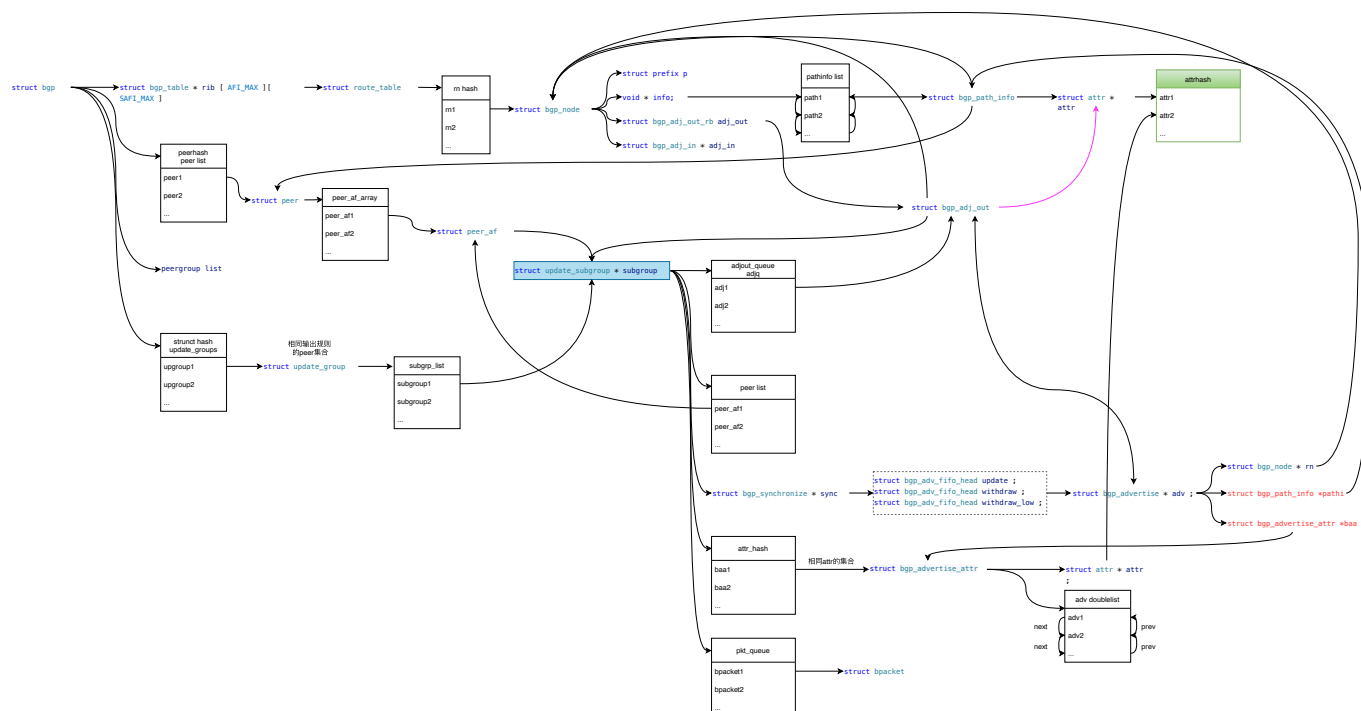 struct bgp
struct bgp_table * rib [ AFI_MAX ][
SAFI_MAX ]
struct route_table
rn hash
rn1
rn2
...
struct bgp_node
struct prefix p
void * info;
struct bgp_adj_out_rb adj_out
struct bgp_adj_in * adj_in
pathinfo list
path1
path2
...
struct bgp_path_info
struct attr *
attr
attrhash
attr1
attr2
...
peerhash
peer list
peer1
peer2
...
struct peer
peer_af_array
peer_af1
peer_af2
...
struct peer_af
struct bgp_adj_out
peergroup list
struct update_subgroup * subgroup
adjout_queue
adjq
adj1
adj2
...
strunct hash
update_groups
upgroup1
upgroup2
...
相同输出规则
的peer集合
struct update_group
subgrp_list
subgroup1
subgroup2
...
peer list
peer_af1
peer_af2
...
struct bgp_synchronize * sync
struct bgp_adv_fifo_head update ;
struct bgp_adv_fifo_head withdraw ;
struct bgp_adv_fifo_head withdraw_low ;
struct bgp_advertise * adv ;
struct bgp_node * rn
struct bgp_path_info *pathi
struct bgp_advertise_attr *baa
attr_hash
baa1
baa2
...
相同attr的集合
struct bgp_advertise_attr
struct attr * attr
;
adv doublelist
adv1
adv2
...
next
next
prev
prev
pkt_queue
bpacket1
bpacket2
...
struct bpacket